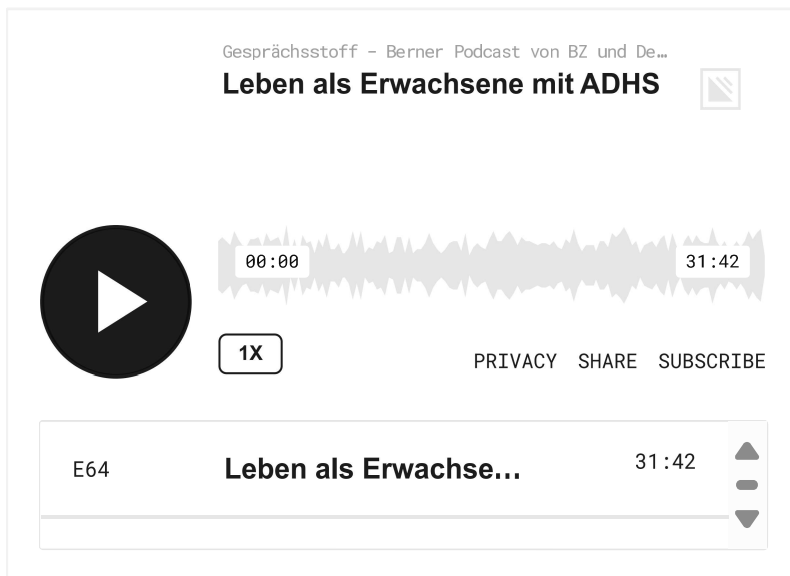 Gesprächsstoff – Berner Podcast von BZ und De…
Leben als Erwachsene mit ADHS
00:00
31:42
1X
PRIVACY SHARE SUBSCRIBE
E64 Leben als Erwachse… 31:42